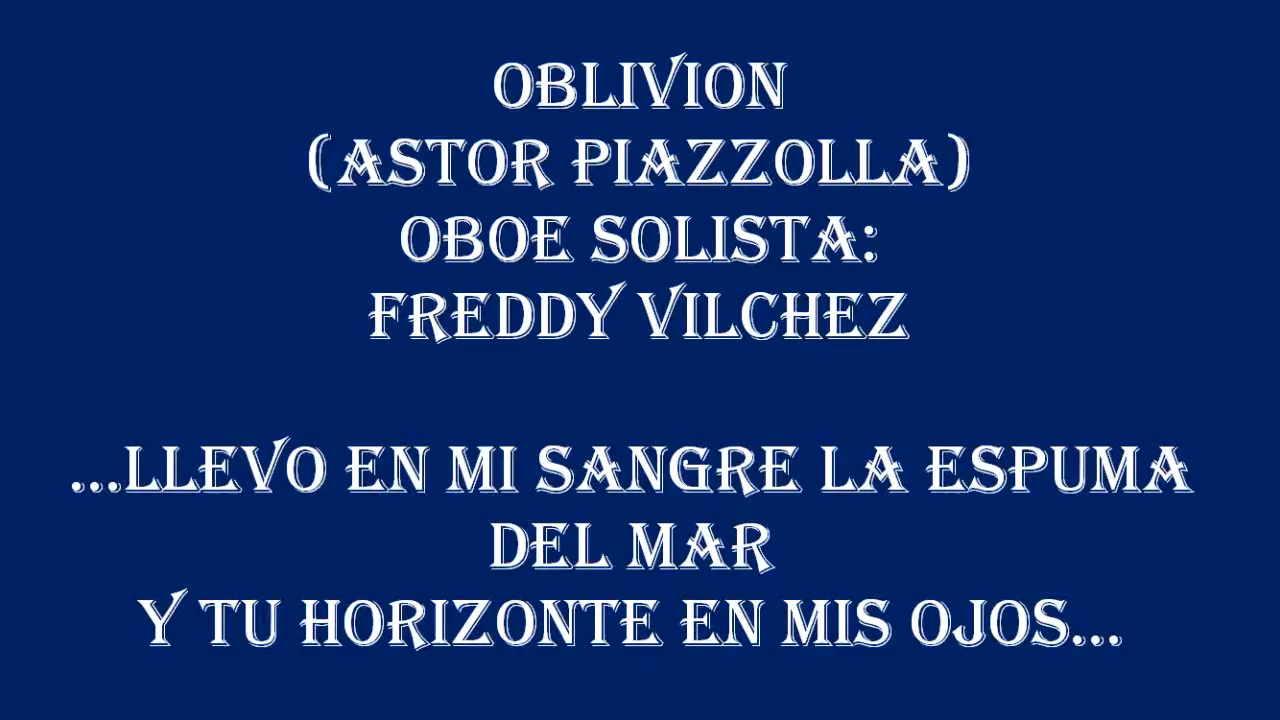 OBLIVION
(ASTOR PIAZZOLLA)
OBOE SOLISTA:
FREDDY VILCHEZ
...LLEVO EN MI SANGRE LA ESPUMA
DEL MAR
Y TU HORIZONTE EN MIS OJOS...